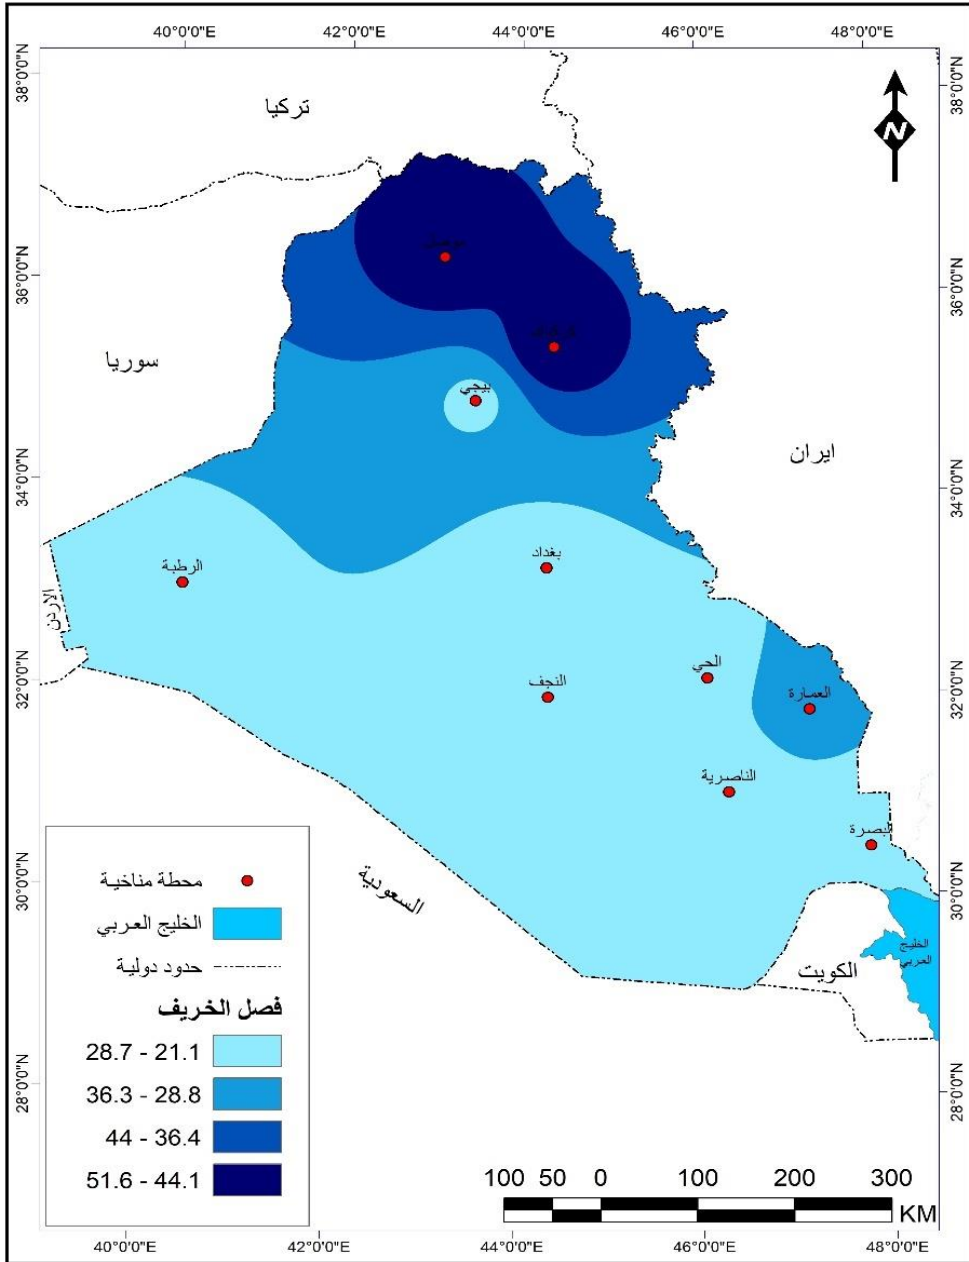 40°0'0"E
42°0'0"E
44°0'0"E
46°0'0"E
48°0'0"E
38°0'0"N
38°0'0"N
تركيا
N
موصل
36°0'0"N
36°0'0"N
كركوك
سوريا
بيجي
ايران
34°0'0"N
34°0'0"N
بغداد
الرطبة
الاردن
الحي
32°0'0"N
32°0'0"N
النجف
العمارة
الناصرية
البصرة
السعودية
30°0'0"N
30°0'0"N
الخليج
العربي
الكويت
محطة مناخية
الخليج العربي
حدود دولية
فصل الخريف
28.7 - 21.1
36.3 - 28.8
44 - 36.4
51.6 - 44.1
28°0'0"N
28°0'0"N
100 50 0 100 200 300
KM
40°0'0"E
42°0'0"E
44°0'0"E
46°0'0"E
48°0'0"E